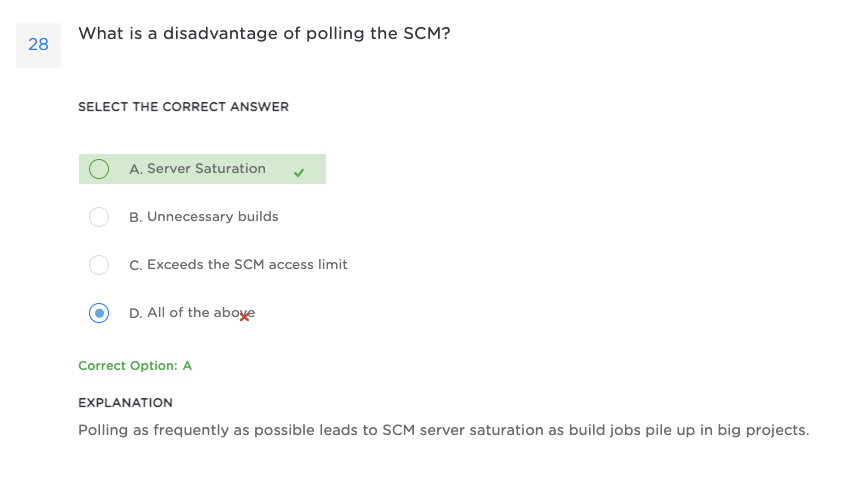 28
What is a disadvantage of polling the SCM?
SELECT THE CORRECT ANSWER
A. Server Saturation
B. Unnecessary builds
C. Exceeds the SCM access limit
D. All of the above
Correct Option: A
EXPLANATION
Polling as frequently as possible leads to SCM server saturation as build jobs pile up in big projects.